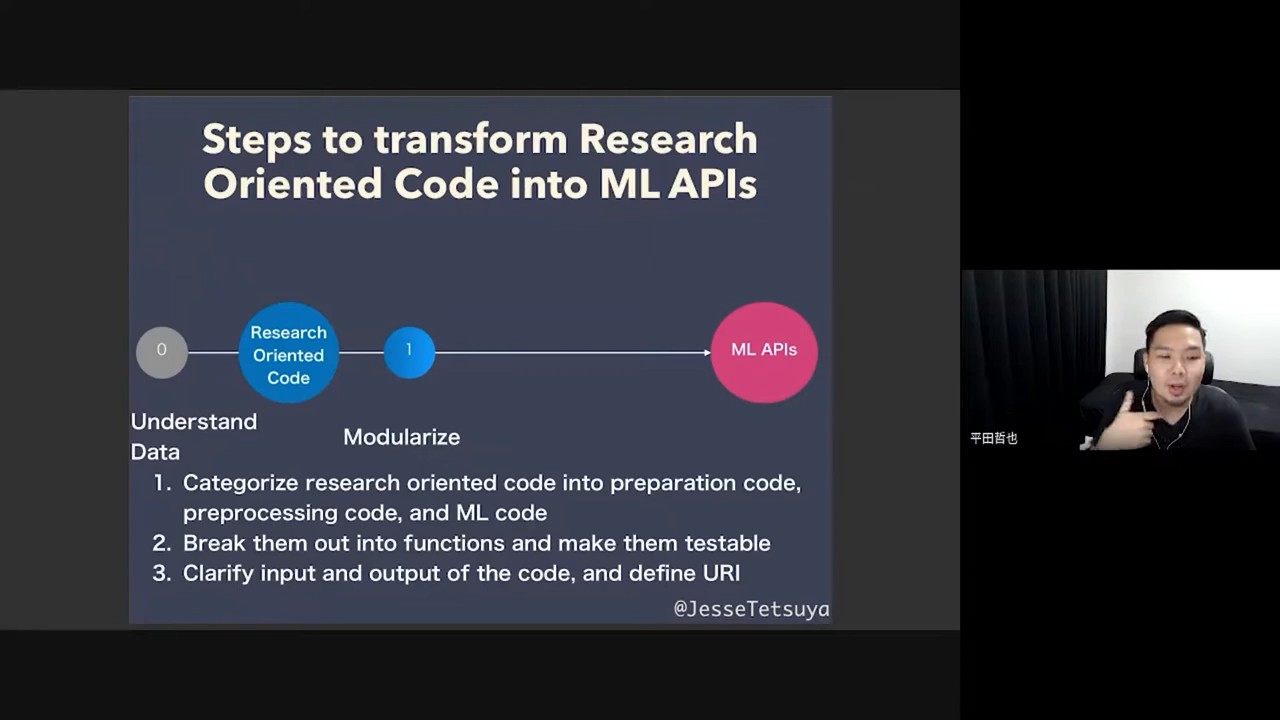 Steps to transform Research
Oriented Code into ML APIs
0
Research
Oriented
Code
1
ML APIs
Understand
Data
Modularize
1. Categorize research oriented code into preparation code,
preprocessing code, and ML code
2. Break them out into functions and make them testable
3. Clarify input and output of the code, and define URI
@JesseTetsuya
平田哲也